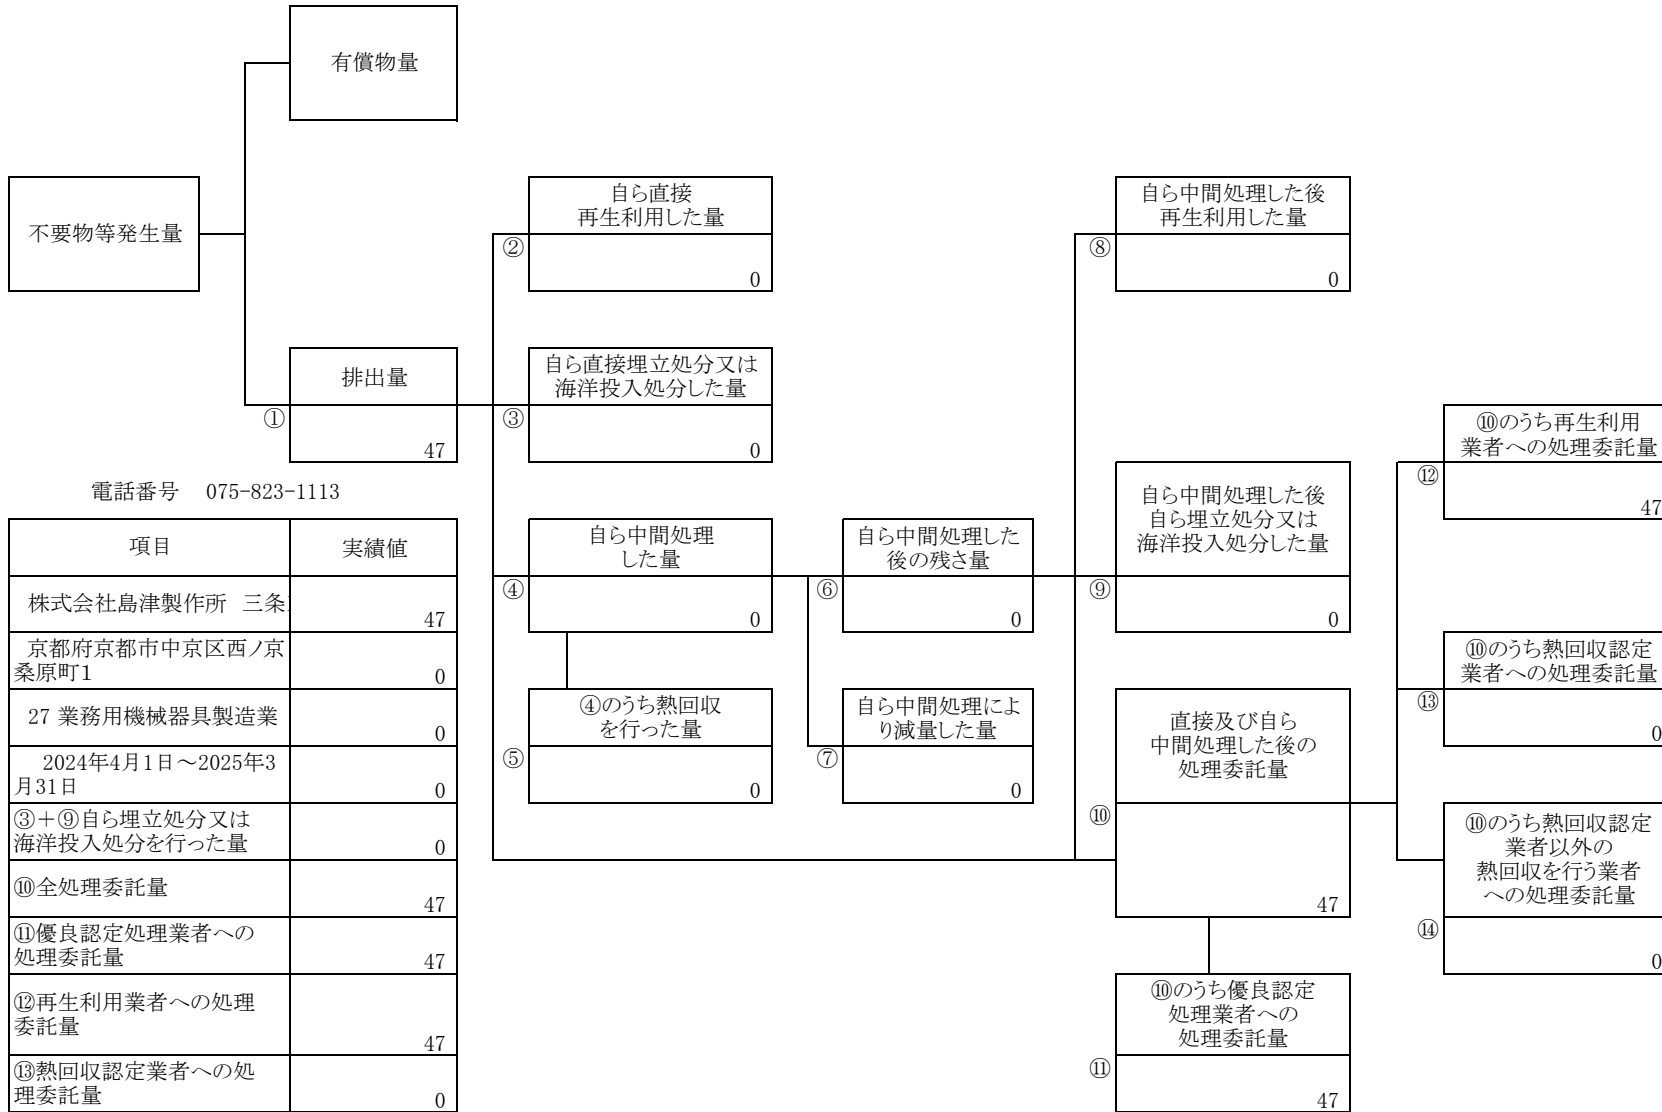 有償物量
不要物等発生量
自ら直接
再生利用した量
②
0
自ら中間処理した後
再生利用した量
⑧
0
排出量
①
47
自ら直接埋立処分又は
海洋投入処分した量
③
0
⑩のうち再生利用
業者への処理委託量
⑫
47
電話番号 075-823-1113
自ら中間処理
した量
④
0
自ら中間処理した
後の残さ量
⑥
0
自ら中間処理した後
自ら埋立処分又は
海洋投入処分した量
⑨
0
⑩のうち熱回収認定
業者への処理委託量
⑬
0
④のうち熱回収
を行った量
⑤
0
自ら中間処理によ
り減量した量
⑦
0
直接及び自ら
中間処理した後の
処理委託量
⑩
47
⑩のうち熱回収認定
業者以外の
熱回収を行う業者
への処理委託量
⑭
0
⑩のうち優良認定
処理業者への
処理委託量
⑪
47
項目 実績値
株式会社島津製作所 三条
47
京都府京都市中京区西ノ京
桑原町1
0
27 業務用機械器具製造業
0
2024年4月1日～2025年3
月31日
0
③＋⑨自ら埋立処分又は
海洋投入処分を行った量
0
⑩全処理委託量
47
⑪優良認定処理業者への
処理委託量
47
⑫再生利用業者への処理
委託量
47
⑬熱回収認定業者への処
理委託量
0